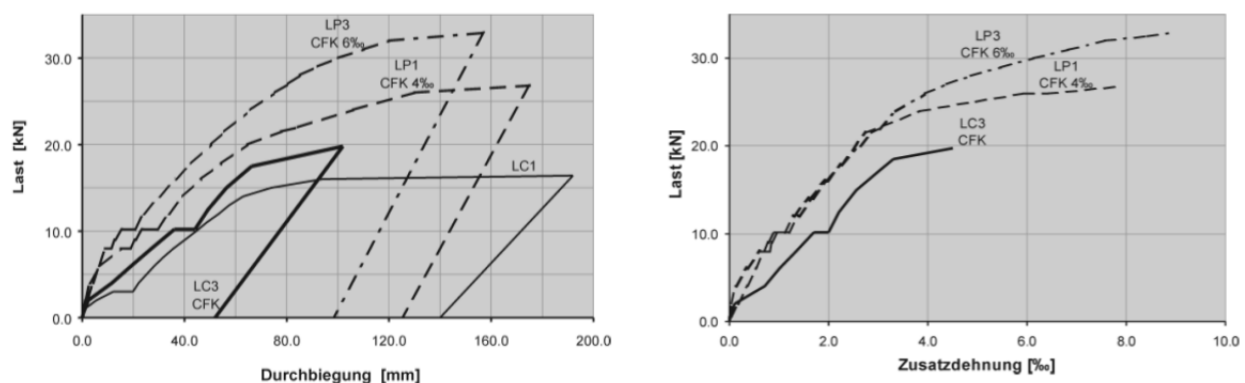 LP3
CFK 6‰
LP1
CFK 4‰
LC1
LC3
CFK
Last [kN]
30.0
20.0
10.0
0.0
0.0
40.0
80.0
120.0
160.0
200.0
Durchbiegung [mm]
LP3
CFK 6‰
LP1
CFK 4‰
LC3
CFK
Last [kN]
30.0
20.0
10.0
0.0
0.0
2.0
4.0
6.0
8.0
10.0
Zusatzdehnung [‰]